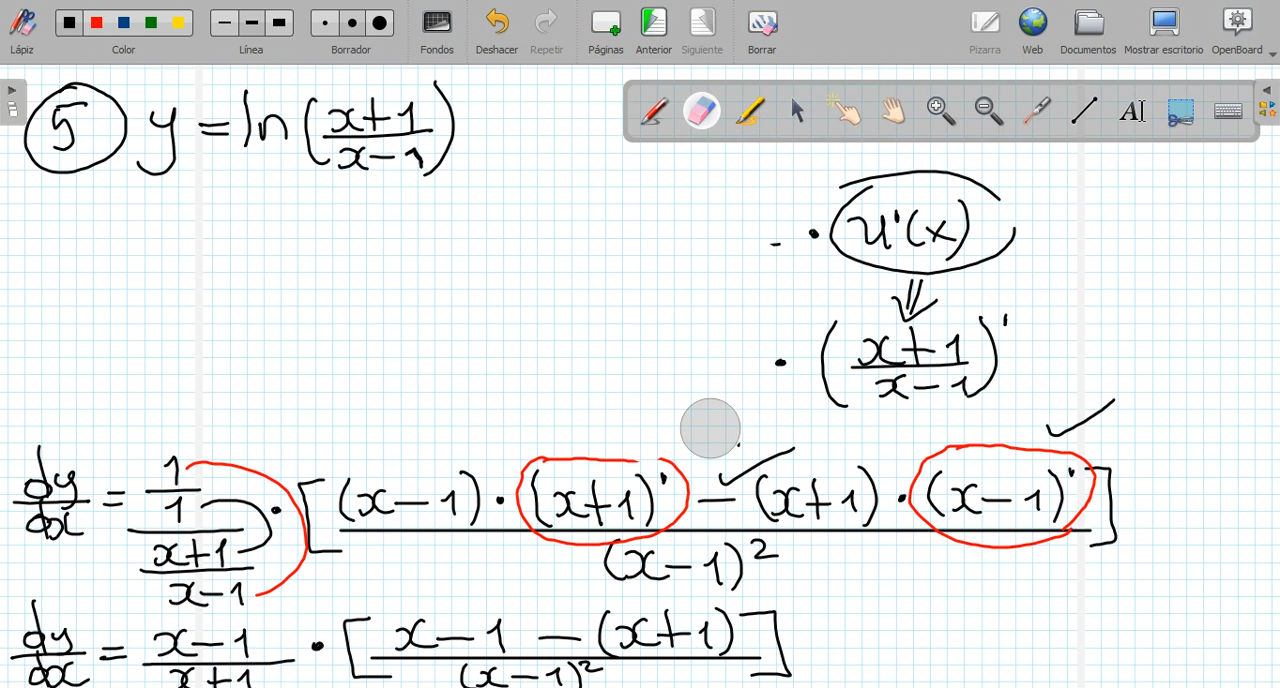 Lápiz Color Línea Borrador Fondos Deshacer Repetir Páginas Anterior Siguiente Borrar Pizarra Web Documentos Mostrar escritorio OpenBoard
5 y = ln((x+1)/(x-1))
· u'(x)
⇓
· ((x+1)/(x-1))'
dy/dx = (1/1)/((x+1)/(x-1)) · [((x-1)·(x+1)' - (x+1)·(x-1)')/(x-1)²]
dy/dx = (x-1)/(x+1) · [(x-1-(x+1))/(x-1)²]